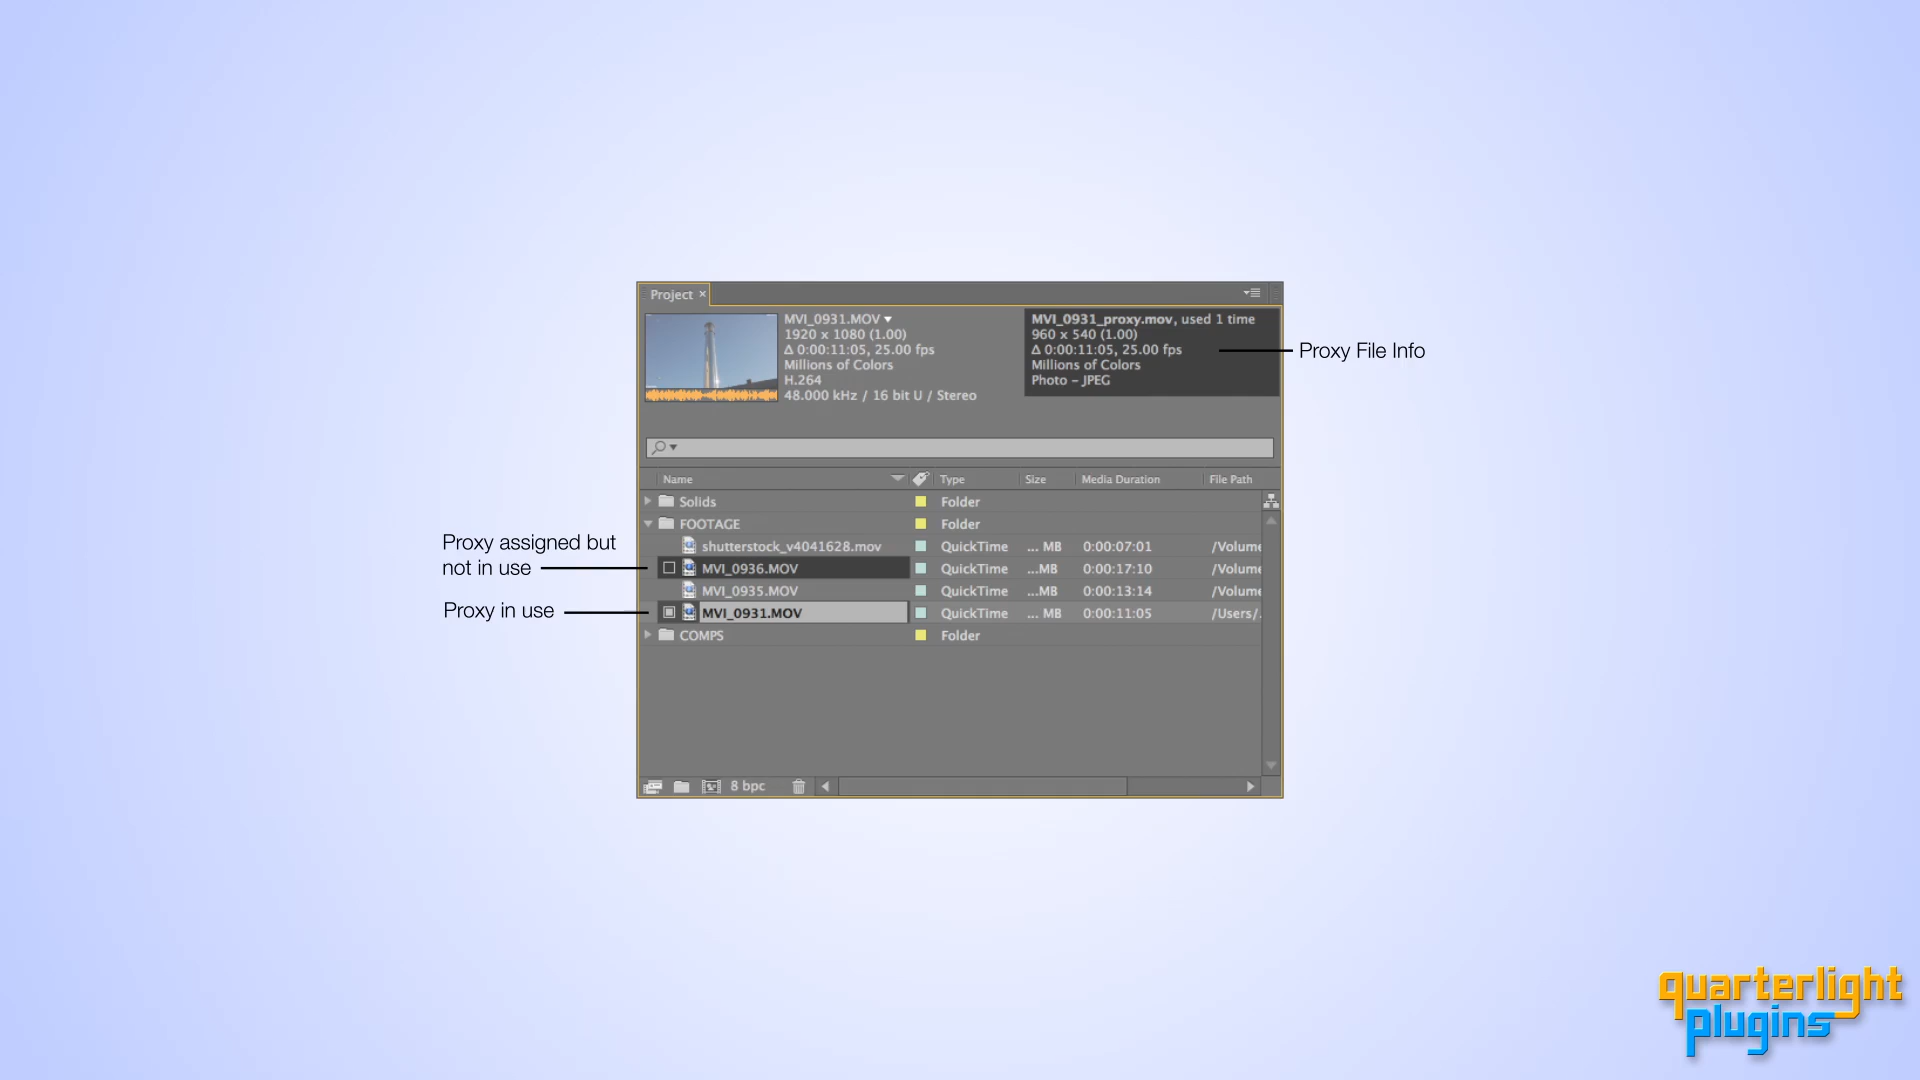 Project ×
MVI_0931.MOV
1920 x 1080 (1.00)
Δ 0:00:11:05, 25.00 fps
Millions of Colors
H.264
48.000 kHz / 16 bit U / Stereo
MVI_0931_proxy.mov, used 1 time
960 x 540 (1.00)
Δ 0:00:11:05, 25.00 fps
Millions of Colors
Photo - JPEG
Proxy File Info
Name Type Size Media Duration File Path
Solids Folder
FOOTAGE Folder
shutterstock_v4041628.mov QuickTime ... MB 0:00:07:01 /Volume
Proxy assigned but
not in use
MVI_0936.MOV QuickTime ...MB 0:00:17:10 /Volume
MVI_0935.MOV QuickTime ...MB 0:00:13:14 /Volume
Proxy in use
MVI_0931.MOV QuickTime ... MB 0:00:11:05 /Users/.
COMPS Folder
8 bpc
quarterlight
plugins